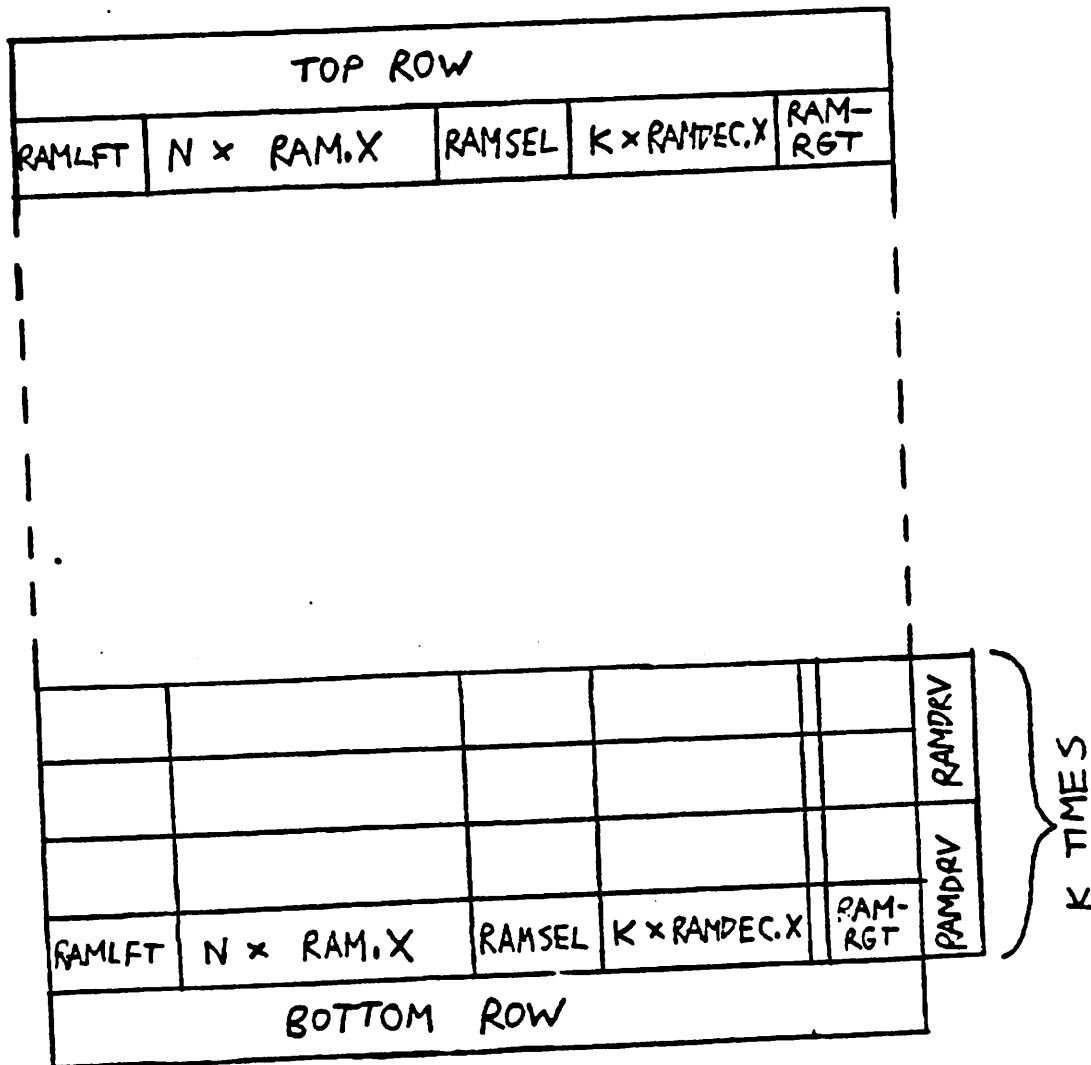 TOP ROW
RAMLFT N × RAM.X RAMSEL K × RAMDEC.X RAM-
RGT
RAMDRV
RAMDRV
K TIMES
RAMLFT N × RAM.X RAMSEL K × RAMDEC.X RAM-
RGT
BOTTOM ROW